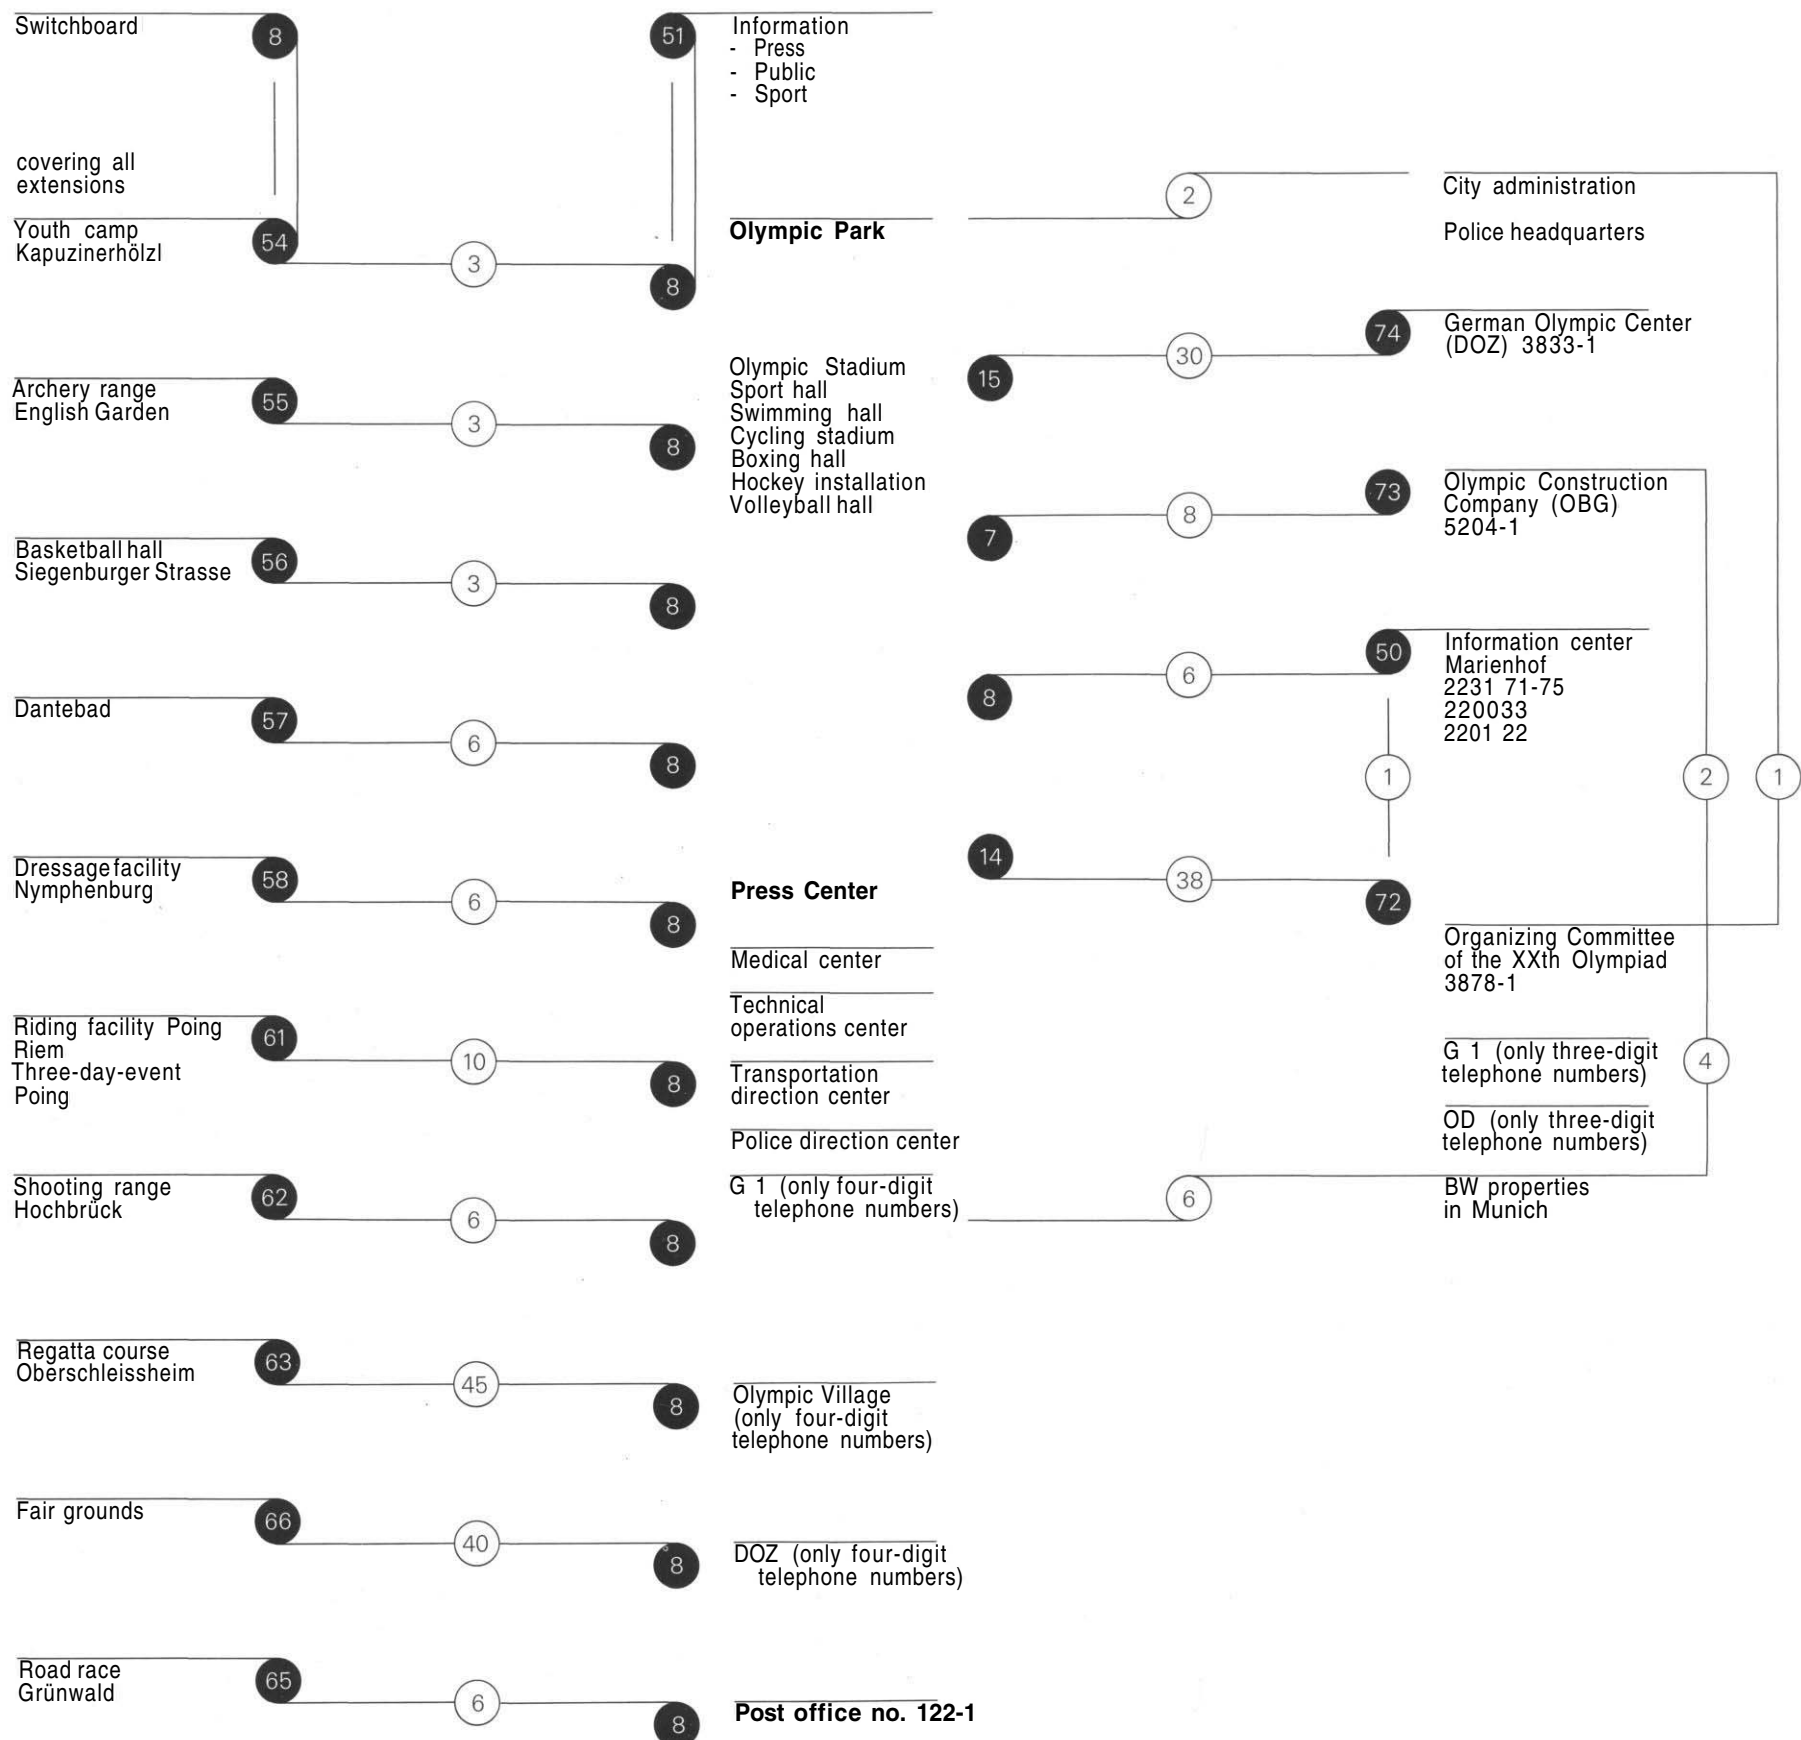 Switchboard
8
covering all
extensions
Youth camp
Kapuzinerhölzl
54
3
8
Archery range
English Garden
55
3
8
Basketball hall
Siegenburger Strasse
56
3
8
Dantebad
57
6
8
Dressage facility
Nymphenburg
58
6
8
Riding facility Poing
Riem
Three-day-event
Poing
61
10
8
Shooting range
Hochbrück
62
6
8
Regatta course
Oberschleissheim
63
45
8
Fair grounds
66
40
8
Road race
Grünwald
65
6
8
51
Information
- Press
- Public
- Sport
Olympic Park
Olympic Stadium
Sport hall
Swimming hall
Cycling stadium
Boxing hall
Hockey installation
Volleyball hall
Press Center
Medical center
Technical
operations center
Transportation
direction center
Police direction center
G 1 (only four-digit
telephone numbers)
Olympic Village
(only four-digit
telephone numbers)
DOZ (only four-digit
telephone numbers)
Post office no. 122-1
2
City administration
Police headquarters
15
30
74
German Olympic Center
(DOZ) 3833-1
7
8
73
Olympic Construction
Company (OBG)
5204-1
8
6
50
Information center
Marienhof
2231 71-75
220033
2201 22
1
2
1
14
38
72
Organizing Committee
of the XXth Olympiad
3878-1
G 1 (only three-digit
telephone numbers)
4
OD (only three-digit
telephone numbers)
6
BW properties
in Munich